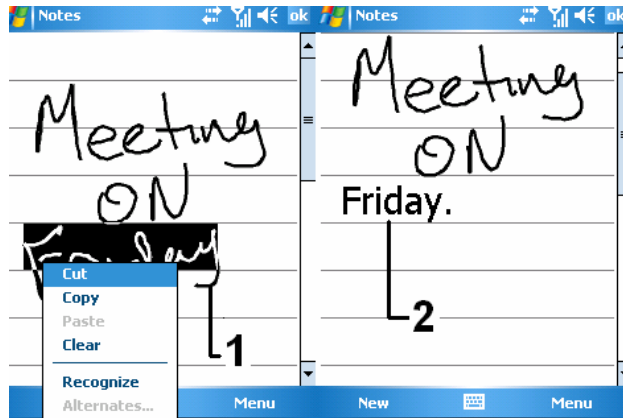 Notes
ok
Meeting
ON
Friday
1
Cut
Copy
Paste
Clear
Recognize
Alternates...
Menu
Notes
ok
Meeting
ON
Friday.
2
New
Menu